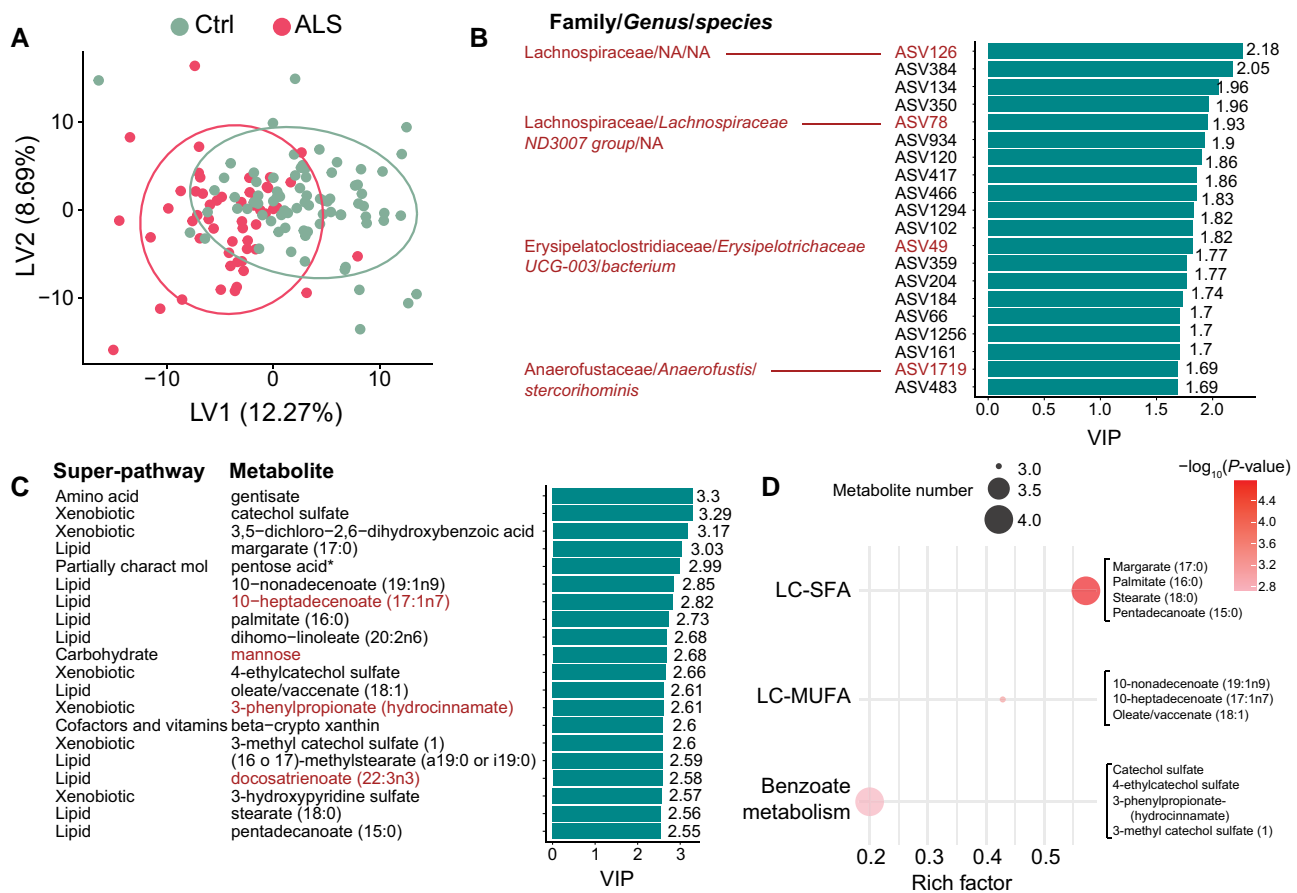 A
Ctrl
ALS
LV2 (8.69%)
10
0
−10
−10
0
10
LV1 (12.27%)
B
Family/Genus/species
Lachnospiraceae/NA/NA
Lachnospiraceae/Lachnospiraceae
ND3007 group/NA
Erysipelatoclostridiaceae/Erysipelotrichaceae
UCG-003/bacterium
Anaerofustaceae/Anaerofustis/
stercorihominis
ASV126 2.18
ASV384 2.05
ASV134 1.96
ASV350 1.96
ASV78 1.93
ASV934 1.9
ASV120 1.86
ASV417 1.86
ASV466 1.83
ASV1294 1.82
ASV102 1.82
ASV49 1.77
ASV359 1.77
ASV204 1.74
ASV184 1.7
ASV66 1.7
ASV1256 1.7
ASV161 1.69
ASV1719 1.69
ASV483
0.0 0.5 1.0 1.5 2.0
VIP
C
Super-pathway Metabolite
Amino acid gentisate 3.3
Xenobiotic catechol sulfate 3.29
Xenobiotic 3,5−dichloro−2,6−dihydroxybenzoic acid 3.17
Lipid margarate (17:0) 3.03
Partially charact mol pentose acid* 2.99
Lipid 10−nonadecenoate (19:1n9) 2.85
Lipid 10−heptadecenoate (17:1n7) 2.82
Lipid palmitate (16:0) 2.73
Lipid dihomo−linoleate (20:2n6) 2.68
Carbohydrate mannose 2.68
Xenobiotic 4-ethylcatechol sulfate 2.66
Lipid oleate/vaccenate (18:1) 2.61
Xenobiotic 3-phenylpropionate (hydrocinnamate) 2.61
Cofactors and vitamins beta-crypto xanthin 2.6
Xenobiotic 3-methyl catechol sulfate (1) 2.6
Lipid (16 o 17)-methylstearate (a19:0 or i19:0) 2.59
Lipid docosatrienoate (22:3n3) 2.58
Xenobiotic 3-hydroxypyridine sulfate 2.57
Lipid stearate (18:0) 2.56
Lipid pentadecanoate (15:0) 2.55
0 1 2 3
VIP
D
Metabolite number
3.0
3.5
4.0
−log10(P-value)
4.4
4.0
3.6
3.2
2.8
LC-SFA
Margarate (17:0)
Palmitate (16:0)
Stearate (18:0)
Pentadecanoate (15:0)
LC-MUFA
10-nonadecenoate (19:1n9)
10-heptadecenoate (17:1n7)
Oleate/vaccenate (18:1)
Benzoate
metabolism
Catechol sulfate
4-ethylcatechol sulfate
3-phenylpropionate-
(hydrocinnamate)
3-methyl catechol sulfate (1)
0.2 0.3 0.4 0.5
Rich factor